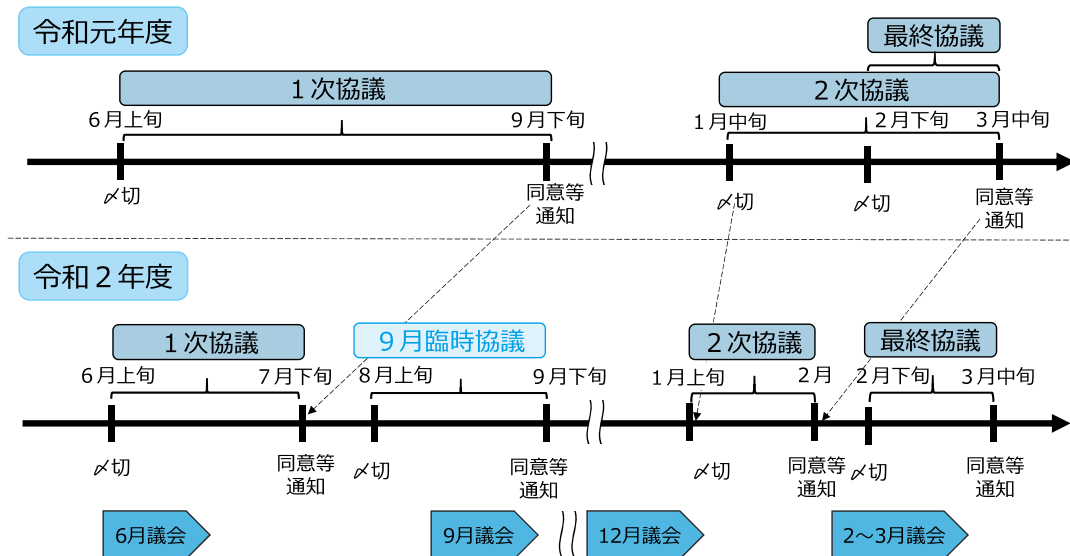 令和元年度
最終協議
１次協議
２次協議
６月上旬
９月下旬
１月中旬
２月下旬
３月中旬
〆切
同意等
通知
〆切
〆切
同意等
通知
令和２年度
１次協議
９月臨時協議
２次協議
最終協議
６月上旬
７月下旬
８月上旬
９月下旬
１月上旬
２月
２月下旬
３月中旬
〆切
同意等
通知
〆切
同意等
通知
〆切
同意等
通知
〆切
同意等
通知
6月議会
9月議会
12月議会
2～3月議会